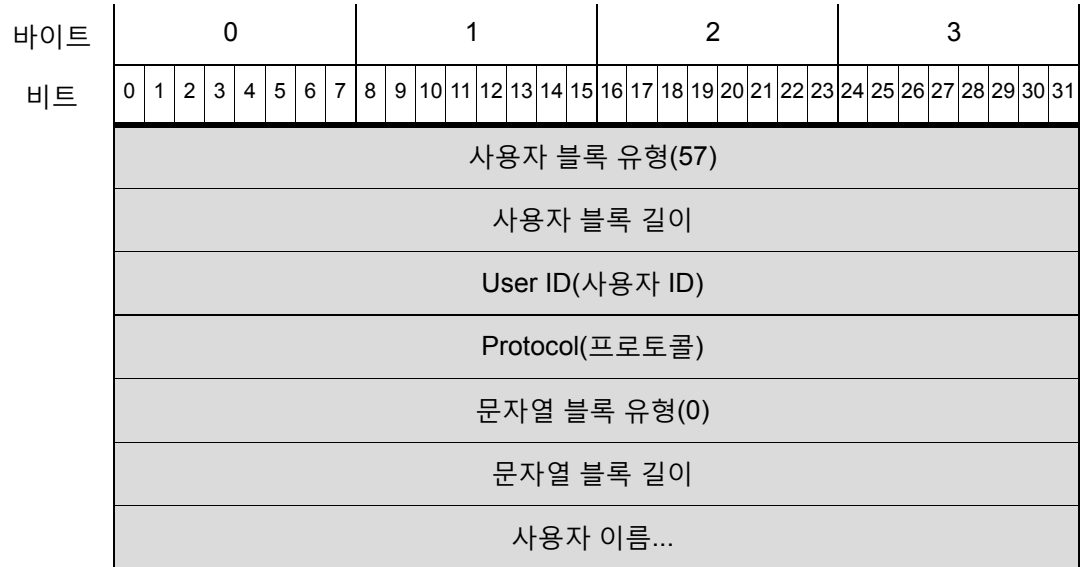 바이트 0 1 2 3
비트 0 1 2 3 4 5 6 7 8 9 10 11 12 13 14 15 16 17 18 19 20 21 22 23 24 25 26 27 28 29 30 31
사용자 블록 유형(57)
사용자 블록 길이
User ID(사용자 ID)
Protocol(프로토콜)
문자열 블록 유형(0)
문자열 블록 길이
사용자 이름...